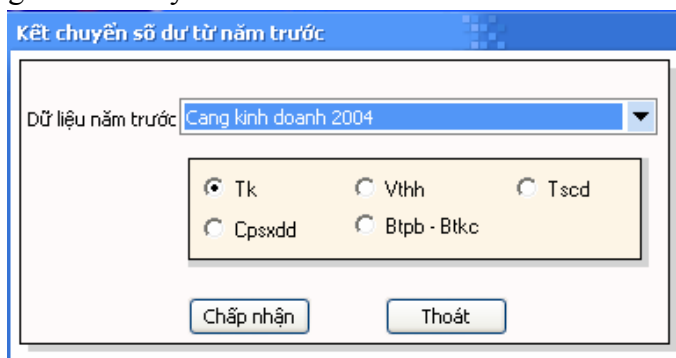 Kết chuyển số dư từ năm trước
Dữ liệu năm trước Cang kinh doanh 2004
Tk Vthh Tscd
Cpsxdd Btpb - Btkc
Chấp nhận Thoát